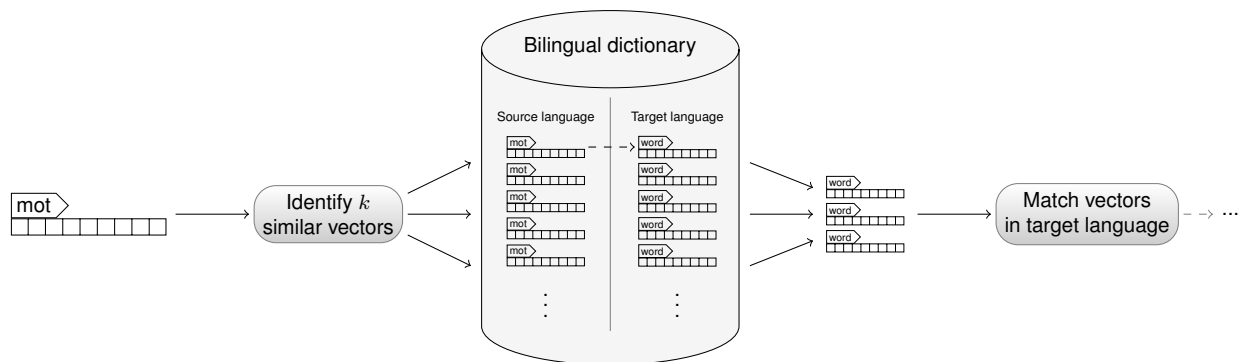 mot
Identify k
similar vectors
Bilingual dictionary
Source language
Target language
mot
word
mot
word
mot
word
mot
word
mot
word
⋮
⋮
word
word
word
Match vectors
in target language
...